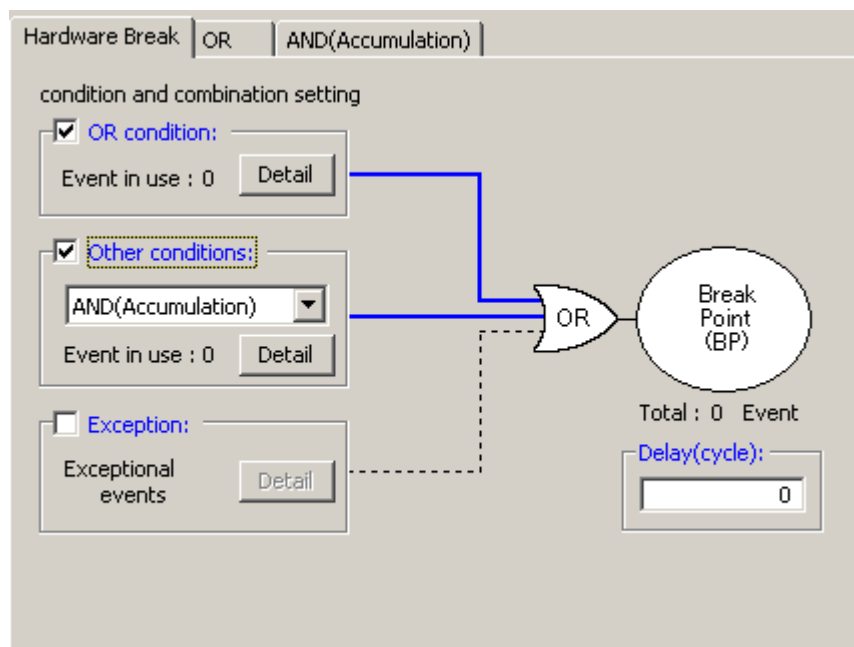 Hardware Break OR AND(Accumulation)
condition and combination setting
OR condition:
Event in use : 0 Detail
Other conditions:
AND(Accumulation)
Event in use : 0 Detail
Exception:
Exceptional
events
Detail
OR
Break
Point
(BP)
Total : 0 Event
Delay(cycle):
0